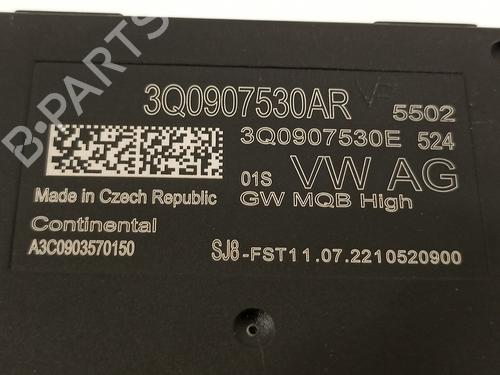 3Q0907530AR 5502
3Q0907530E 524
01S VW AG
Made in Czech Republic GW MQB High
Continental
A3C0903570150 SJ8-FST11.07.2210520900
B-PARTS